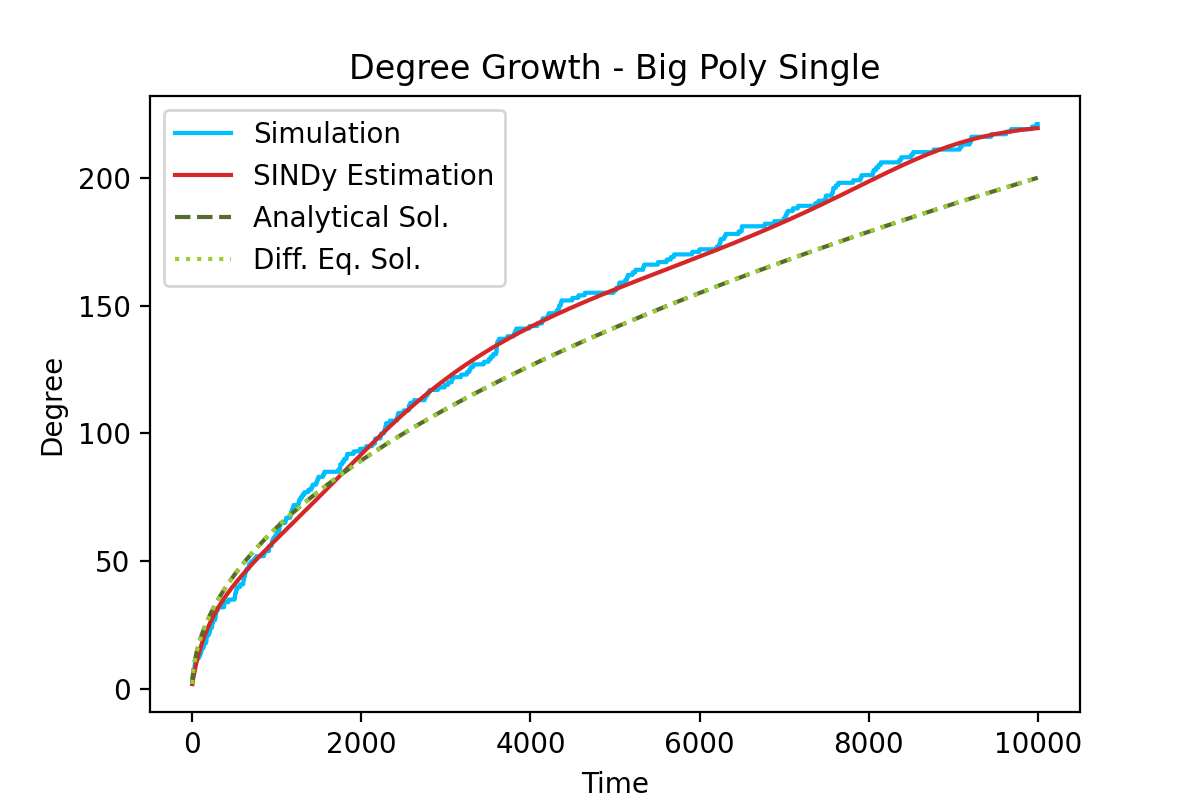 Degree Growth - Big Poly Single
Simulation
SINDy Estimation
Analytical Sol.
Diff. Eq. Sol.
200
150
100
50
0
Degree
0 2000 4000 6000 8000 10000
Time